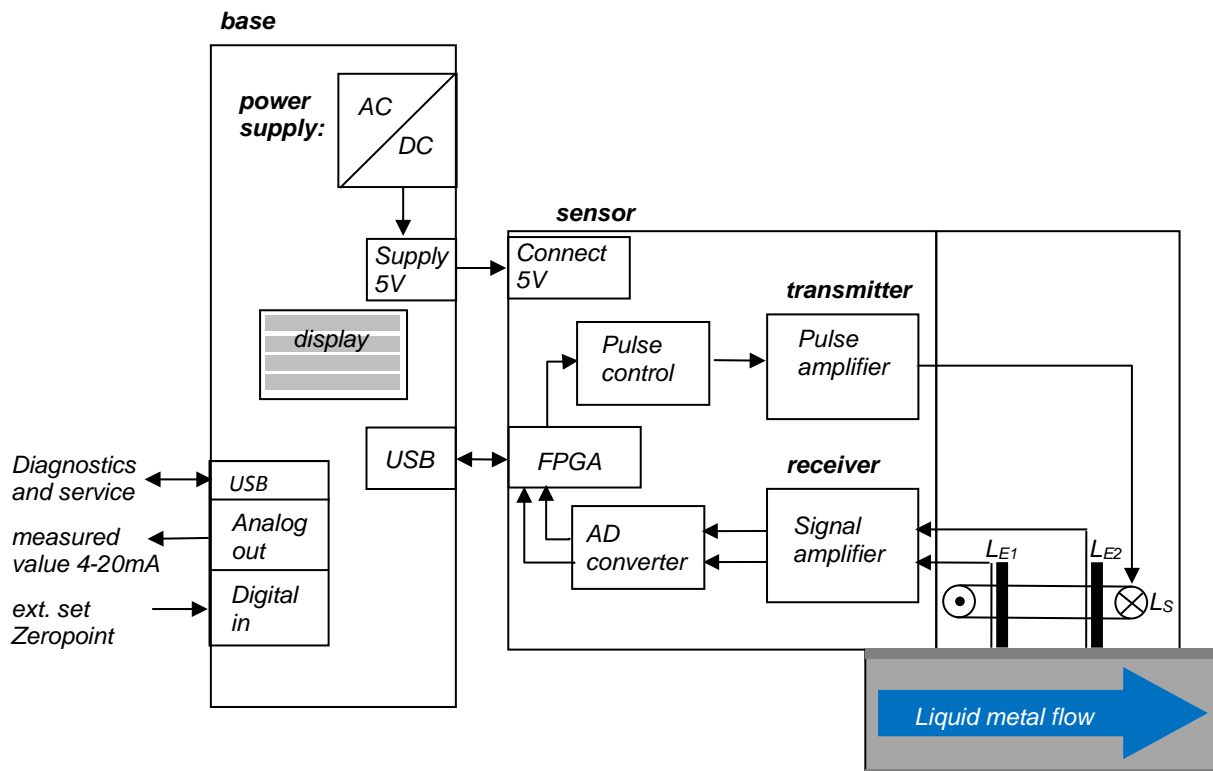 base
power
supply:
AC
DC
sensor
Supply
5V
Connect
5V
transmitter
display
Pulse
control
Pulse
amplifier
USB
FPGA
receiver
Diagnostics
and service
USB
measured
value 4-20mA
Analog
out
AD
converter
Signal
amplifier
LE1
LE2
LS
ext. set
Zeropoint
Digital
in
Liquid metal flow